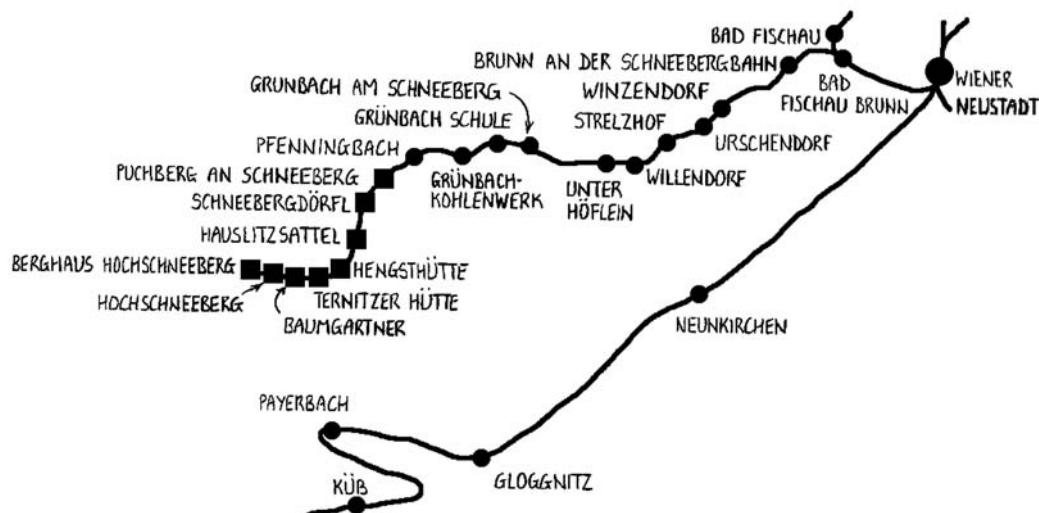 BAD FISCHAU
BRUNN AN DER SCHNEEBERGBAHN
GRUNBACH AM SCHNEEBERG
WINZENDORF
BAD
FISCHAU BRUNN
WIENER
NEUSTADT
GRÜNBACH SCHULE
STRELZHOF
URSCHENDORF
PFENNINGBACH
PUCHBERG AN SCHNEEBERG
GRÜNBACH-
KOHLENWERK
UNTER
HÖFLEIN
WILLENDORF
SCHNEEBERGDÖRFL
HAUSLITZSATTEL
BERGHAUS HOCHSCHNEEBERG
HENGSTHÜTTE
HOCHSCHNEEBERG
TERNITZER HÜTTE
BAUMGARTNER
NEUNKIRCHEN
PAYERBACH
GLOGGNITZ
KÜB